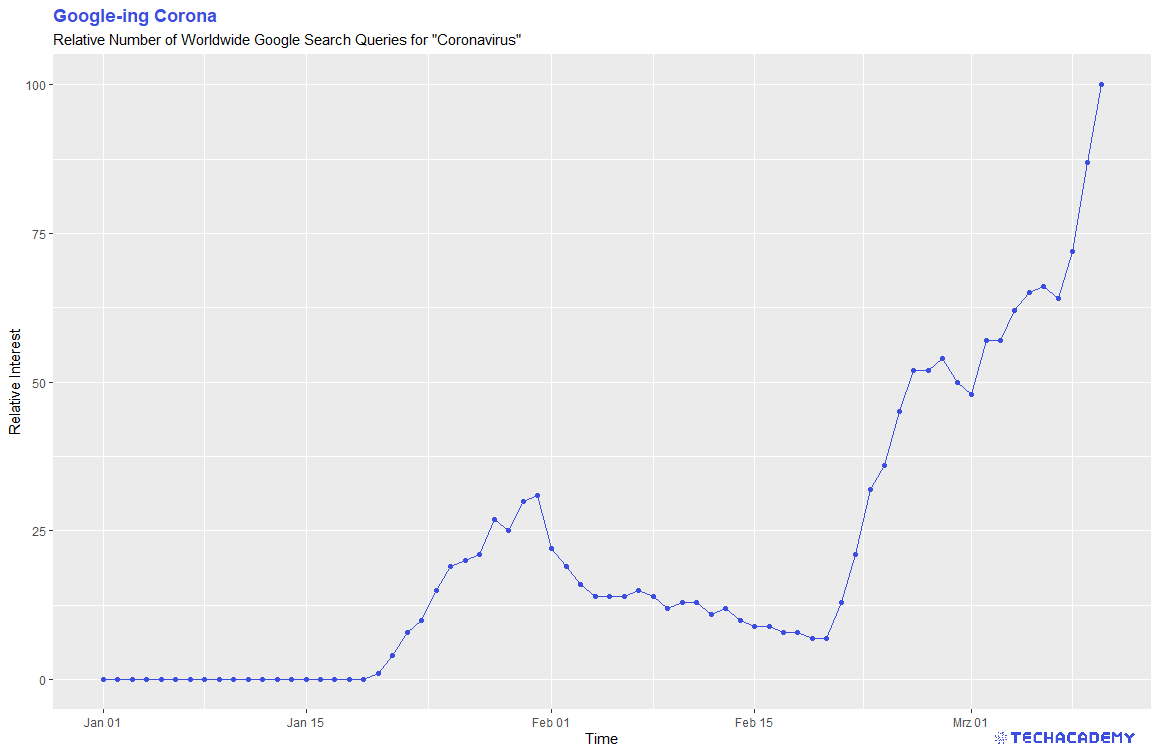 Google-ing Corona
Relative Number of Worldwide Google Search Queries for "Coronavirus"
100
75
50
25
0
Relative Interest
Jan 01
Jan 15
Feb 01
Feb 15
Mrz 01
Time
TECHACADEMY